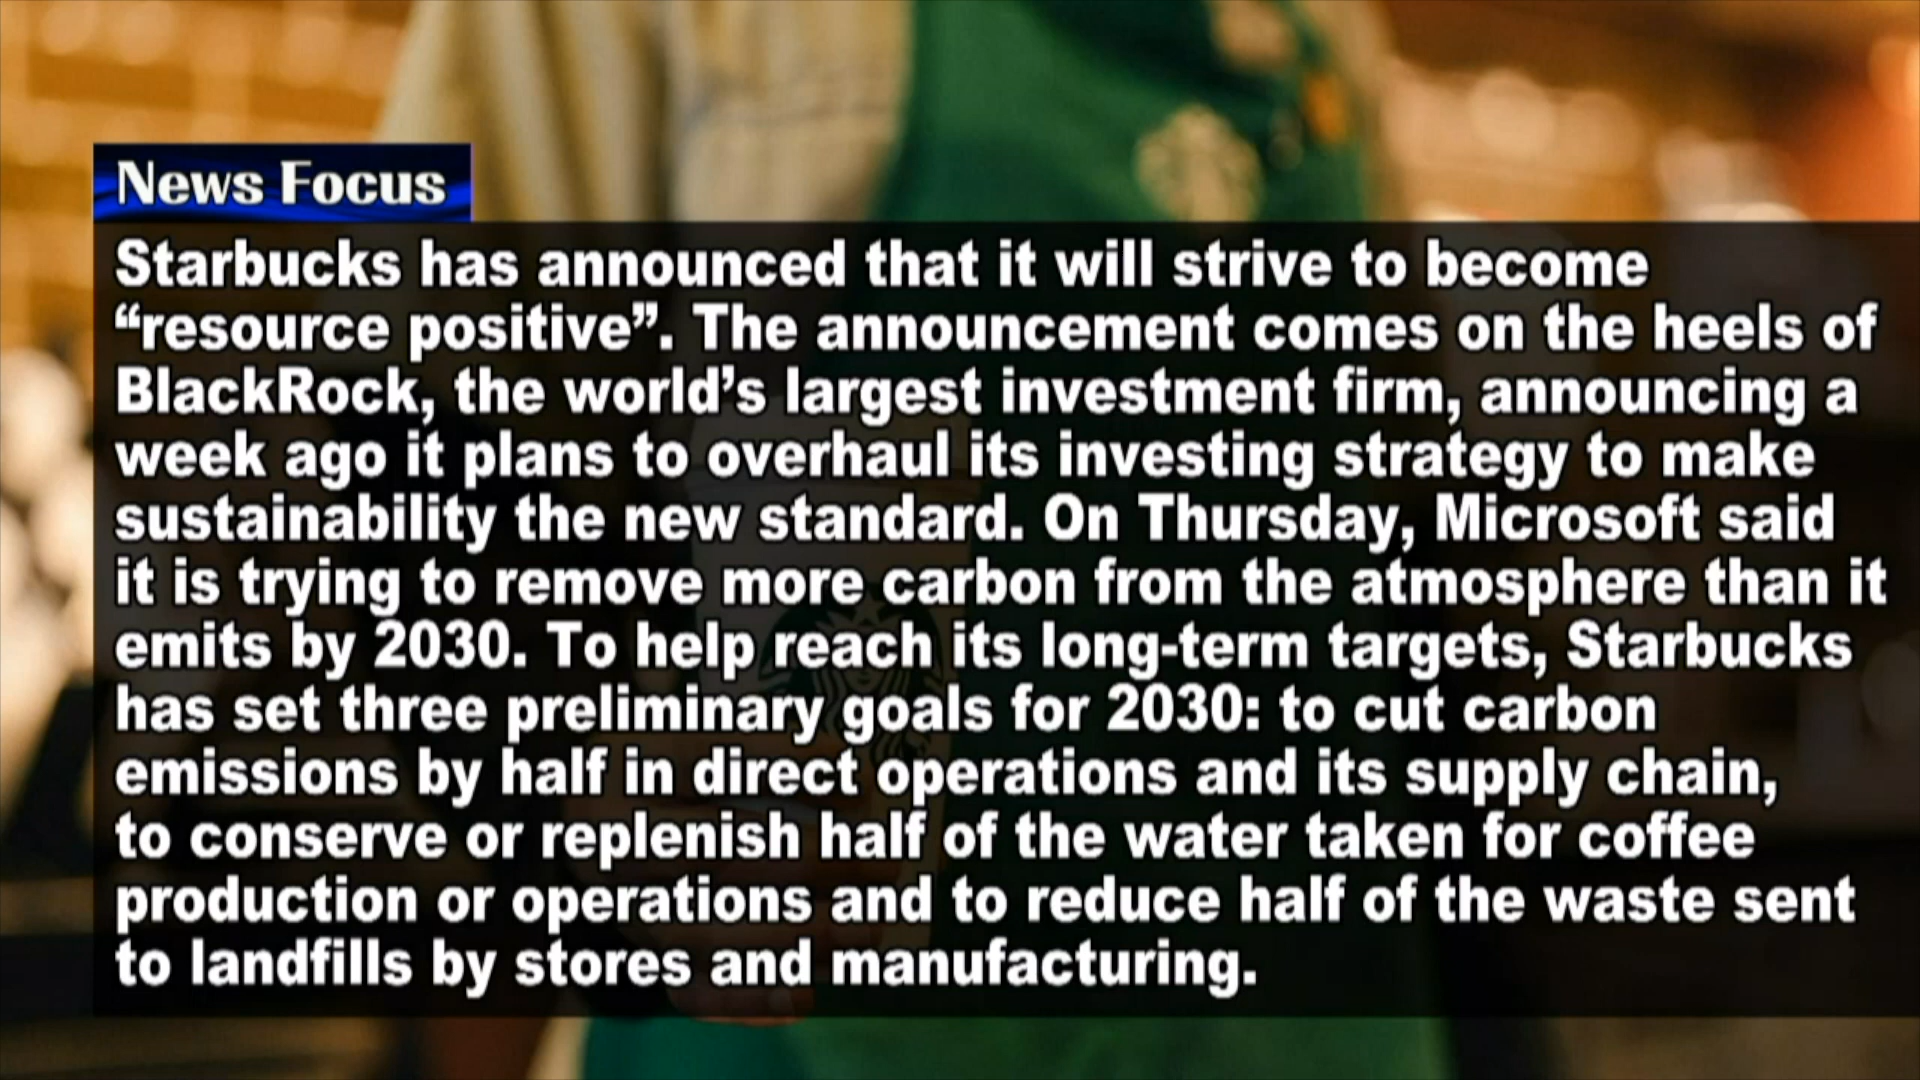 News Focus
Starbucks has announced that it will strive to become
“resource positive”. The announcement comes on the heels of
BlackRock, the world’s largest investment firm, announcing a
week ago it plans to overhaul its investing strategy to make
sustainability the new standard. On Thursday, Microsoft said
it is trying to remove more carbon from the atmosphere than it
emits by 2030. To help reach its long-term targets, Starbucks
has set three preliminary goals for 2030: to cut carbon
emissions by half in direct operations and its supply chain,
to conserve or replenish half of the water taken for coffee
production or operations and to reduce half of the waste sent
to landfills by stores and manufacturing.